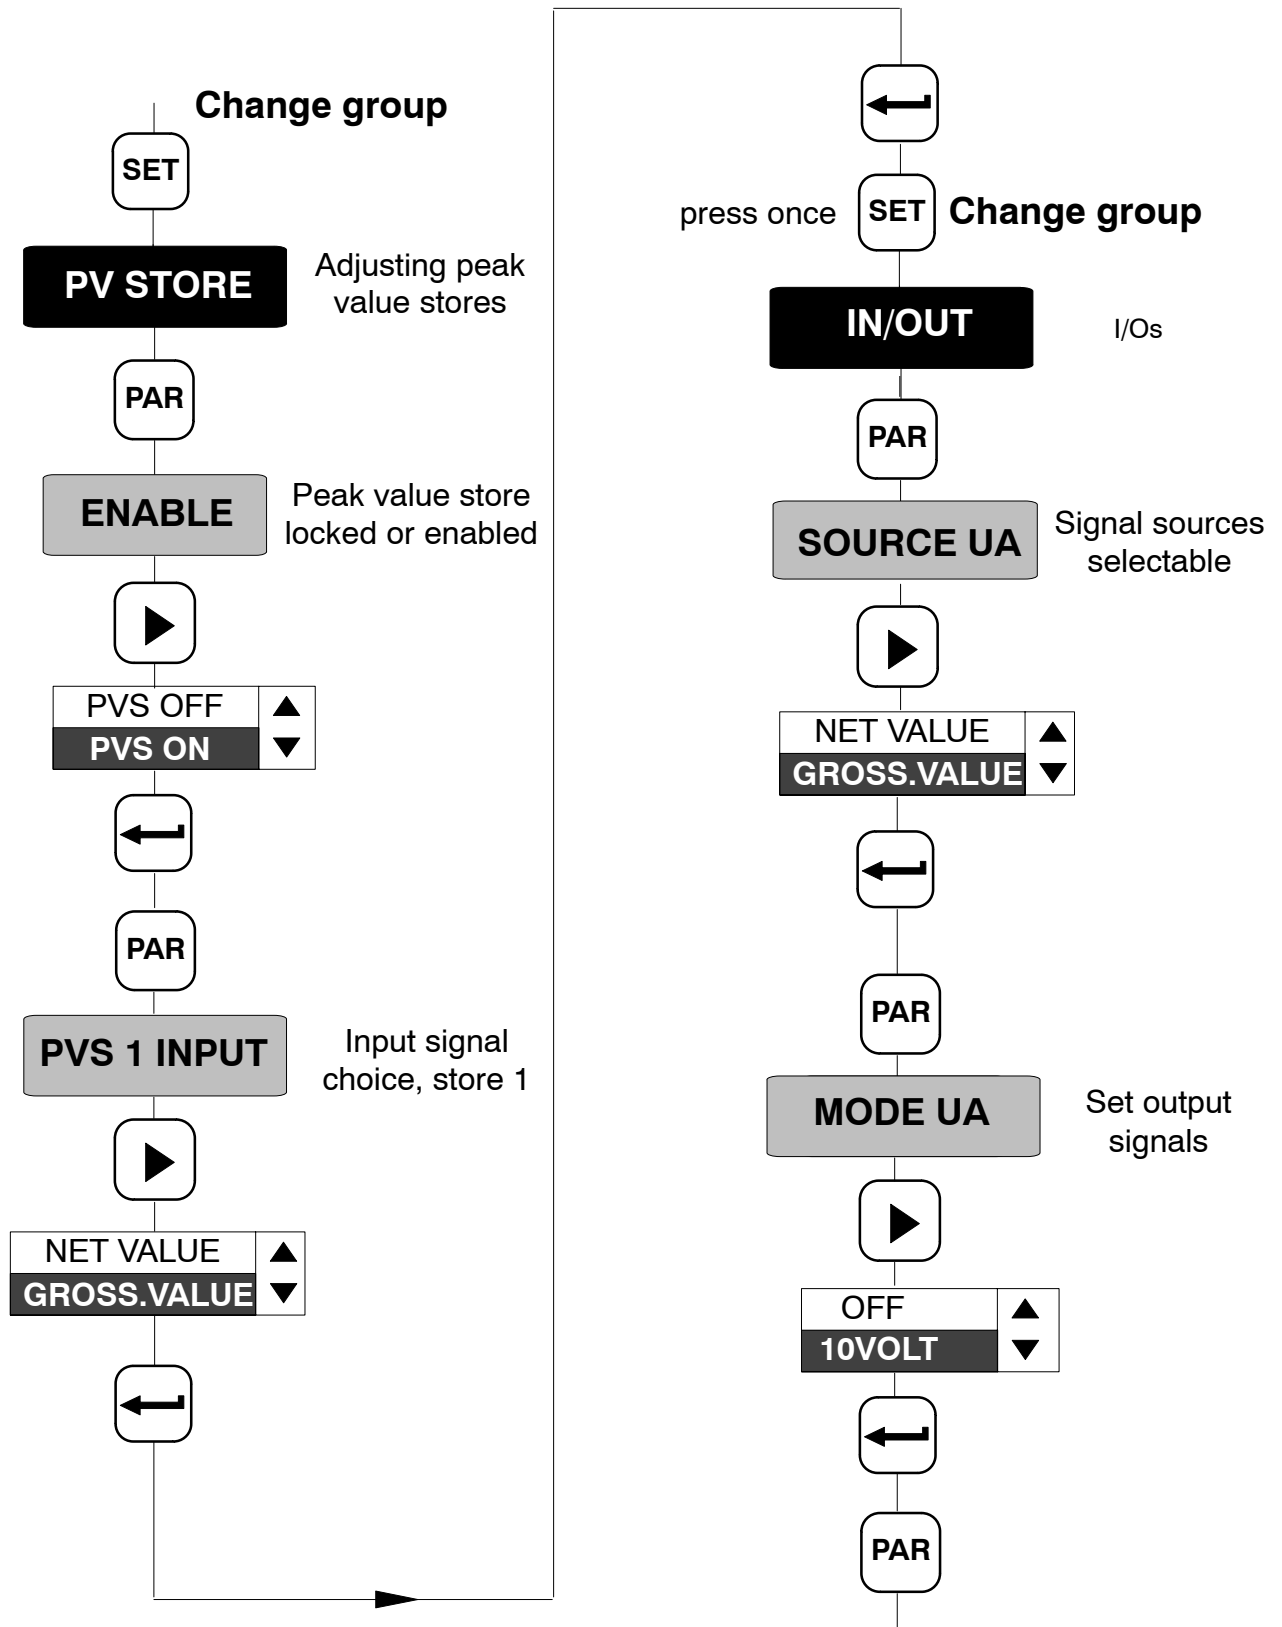 Change group
SET
PV STORE
Adjusting peak
value stores
PAR
ENABLE
Peak value store
locked or enabled
PVS OFF
PVS ON
PAR
PVS 1 INPUT
Input signal
choice, store 1
NET VALUE
GROSS.VALUE
press once
SET
Change group
IN/OUT
I/Os
PAR
SOURCE UA
Signal sources
selectable
NET VALUE
GROSS.VALUE
PAR
MODE UA
Set output
signals
OFF
10VOLT
PAR